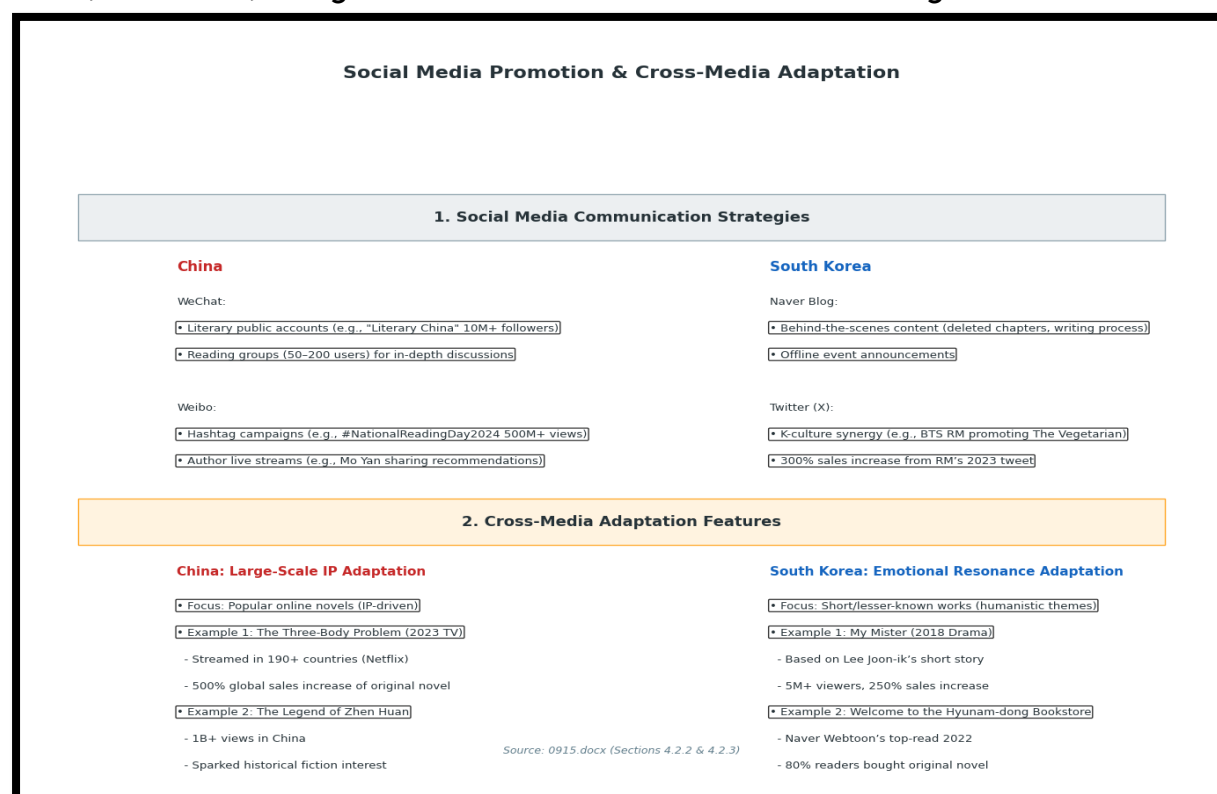 Social Media Promotion & Cross-Media Adaptation
1. Social Media Communication Strategies
China
WeChat:
• Literary public accounts (e.g., "Literary China" 10M+ followers)
• Reading groups (50–200 users) for in-depth discussions
Weibo:
• Hashtag campaigns (e.g., #NationalReadingDay2024 500M+ views)
• Author live streams (e.g., Mo Yan sharing recommendations)
South Korea
Naver Blog:
• Behind-the-scenes content (deleted chapters, writing process)
• Offline event announcements
Twitter (X):
• K-culture synergy (e.g., BTS RM promoting The Vegetarian)
• 300% sales increase from RM’s 2023 tweet
2. Cross-Media Adaptation Features
China: Large-Scale IP Adaptation
• Focus: Popular online novels (IP-driven)
• Example 1: The Three-Body Problem (2023 TV)
- Streamed in 190+ countries (Netflix)
- 500% global sales increase of original novel
• Example 2: The Legend of Zhen Huan
- 1B+ views in China
- Sparked historical fiction interest
South Korea: Emotional Resonance Adaptation
• Focus: Short/lesser-known works (humanistic themes)
• Example 1: My Mister (2018 Drama)
- Based on Lee Joon-ik’s short story
- 5M+ viewers, 250% sales increase
• Example 2: Welcome to the Hyunam-dong Bookstore
- Naver Webtoon’s top-read 2022
- 80% readers bought original novel
Source: 0915.docx (Sections 4.2.2 & 4.2.3)